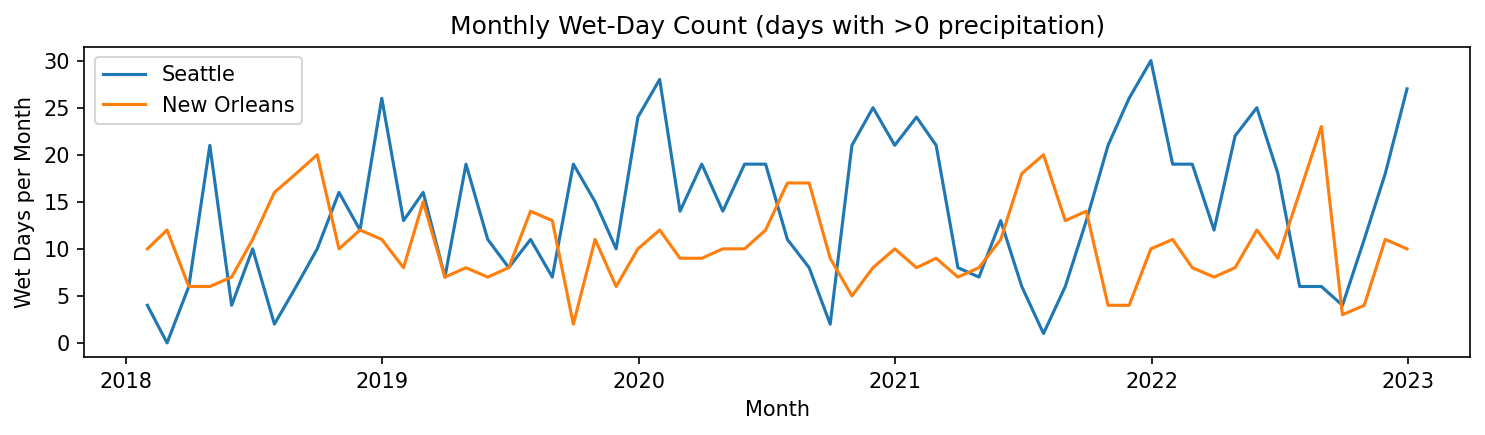 Monthly Wet-Day Count (days with >0 precipitation)
Seattle
New Orleans
Wet Days per Month
30
25
20
15
10
5
0
2018 2019 2020 2021 2022 2023
Month